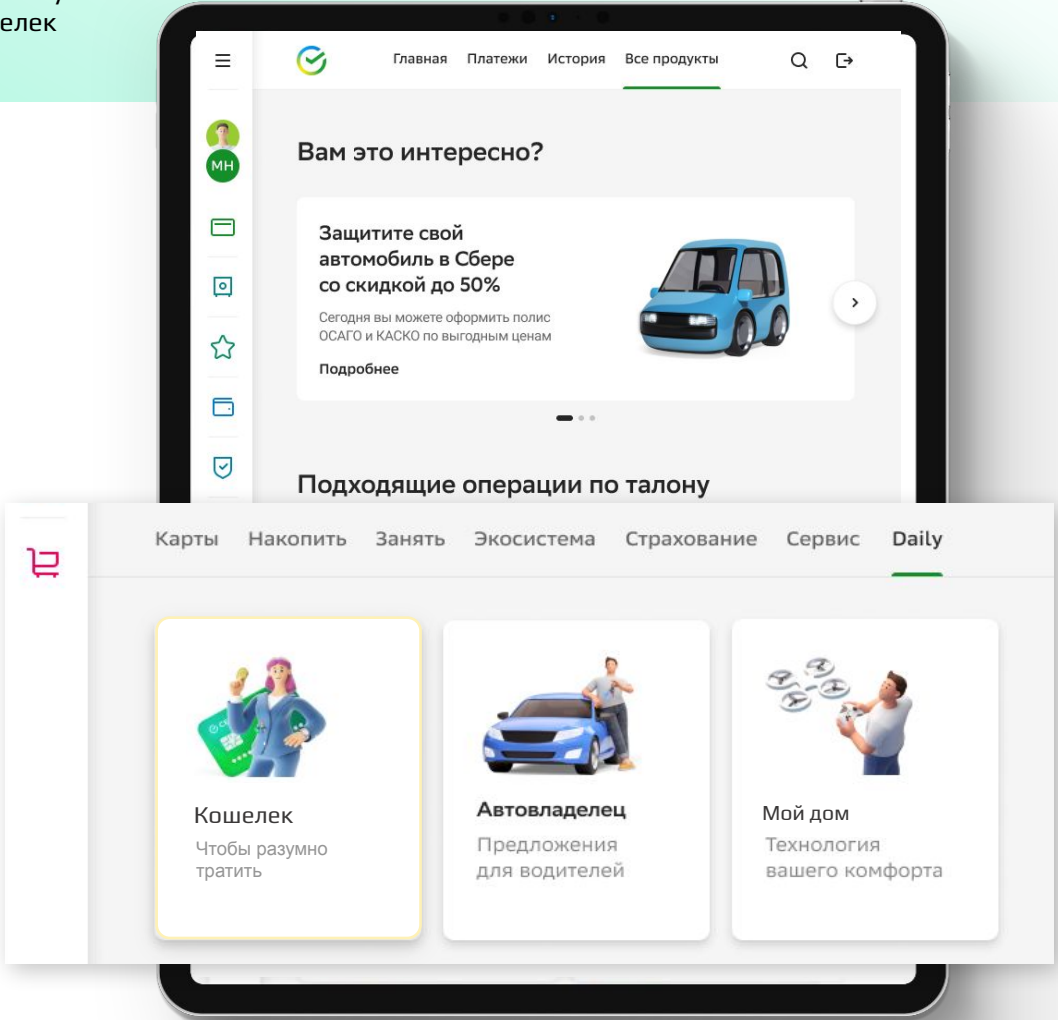 елек
Главная Платежи История Все продукты
МН
Вам это интересно?
Защитите свой
автомобиль в Сбере
со скидкой до 50%
Сегодня вы можете оформить полис
ОСАГО и КАСКО по выгодным ценам
Подробнее
Подходящие операции по талону
Карты Накопить Занять Экосистема Страхование Сервис Daily
Кошелек
Чтобы разумно
тратить
Автовладелец
Предложения
для водителей
Мой дом
Технология
вашего комфорта